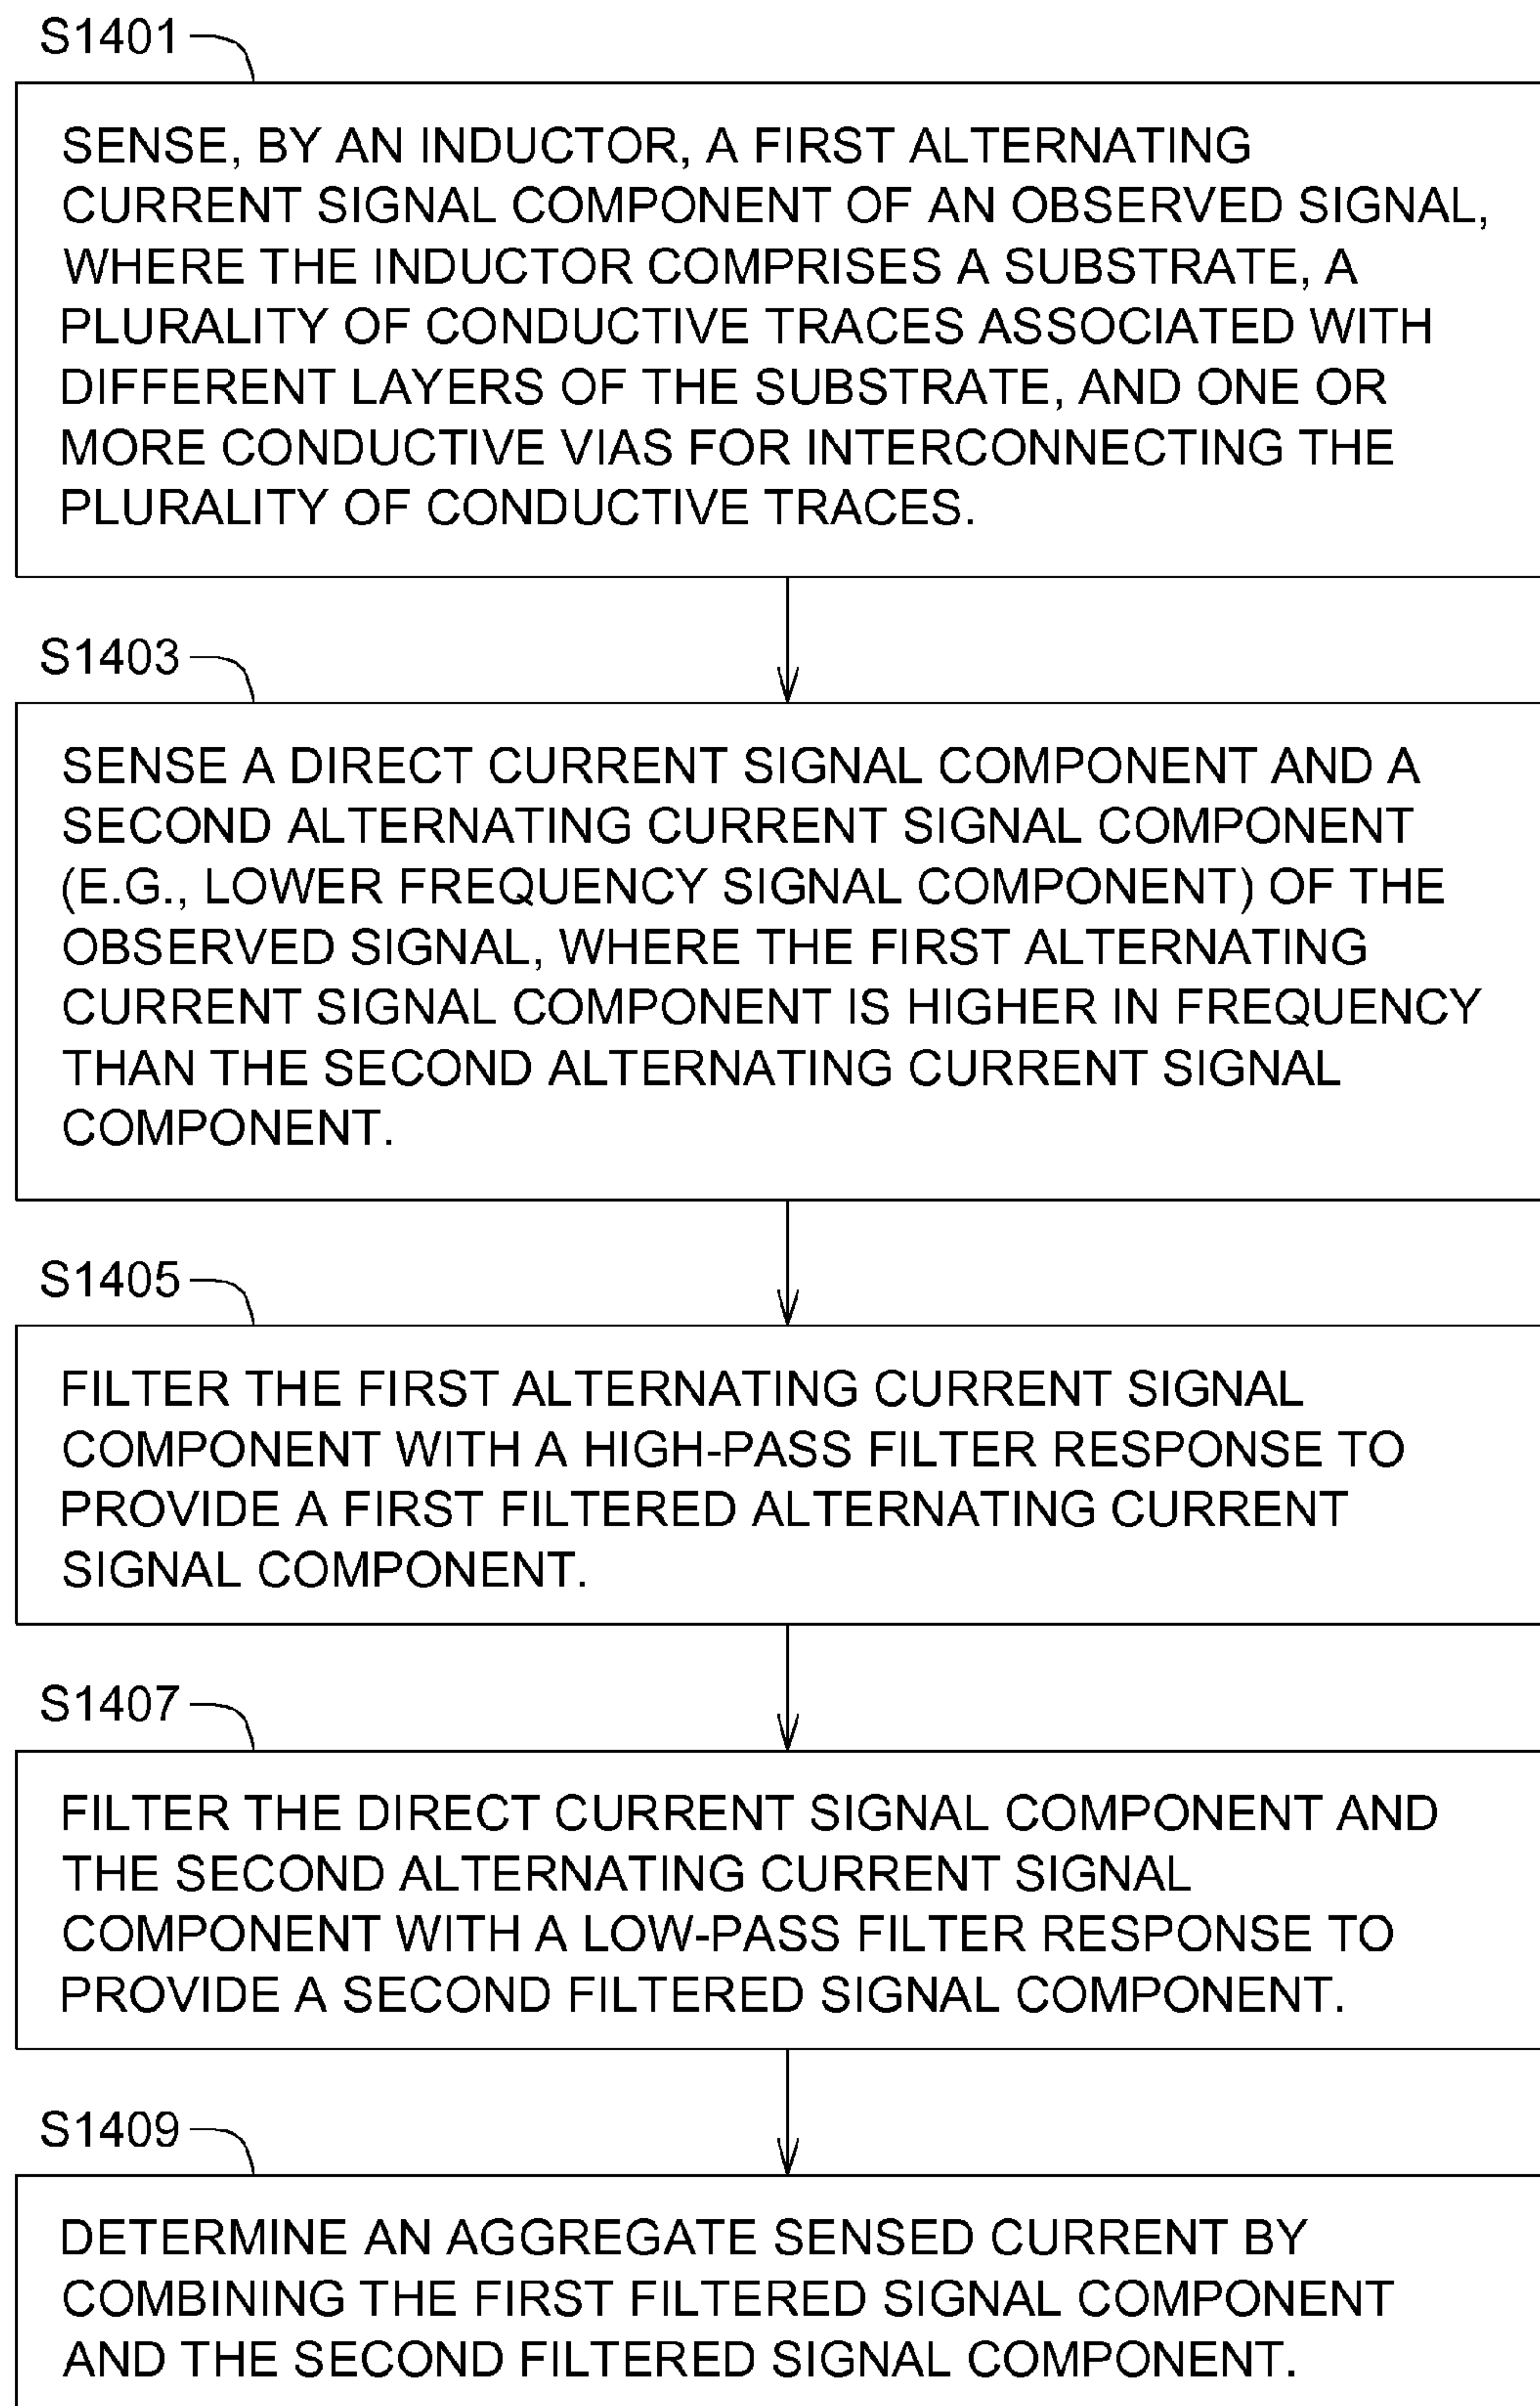 S1401
SENSE, BY AN INDUCTOR, A FIRST ALTERNATING
CURRENT SIGNAL COMPONENT OF AN OBSERVED SIGNAL,
WHERE THE INDUCTOR COMPRISES A SUBSTRATE, A
PLURALITY OF CONDUCTIVE TRACES ASSOCIATED WITH
DIFFERENT LAYERS OF THE SUBSTRATE, AND ONE OR
MORE CONDUCTIVE VIAS FOR INTERCONNECTING THE
PLURALITY OF CONDUCTIVE TRACES.
S1403
SENSE A DIRECT CURRENT SIGNAL COMPONENT AND A
SECOND ALTERNATING CURRENT SIGNAL COMPONENT
(E.G., LOWER FREQUENCY SIGNAL COMPONENT) OF THE
OBSERVED SIGNAL, WHERE THE FIRST ALTERNATING
CURRENT SIGNAL COMPONENT IS HIGHER IN FREQUENCY
THAN THE SECOND ALTERNATING CURRENT SIGNAL
COMPONENT.
S1405
FILTER THE FIRST ALTERNATING CURRENT SIGNAL
COMPONENT WITH A HIGH-PASS FILTER RESPONSE TO
PROVIDE A FIRST FILTERED ALTERNATING CURRENT
SIGNAL COMPONENT.
S1407
FILTER THE DIRECT CURRENT SIGNAL COMPONENT AND
THE SECOND ALTERNATING CURRENT SIGNAL
COMPONENT WITH A LOW-PASS FILTER RESPONSE TO
PROVIDE A SECOND FILTERED SIGNAL COMPONENT.
S1409
DETERMINE AN AGGREGATE SENSED CURRENT BY
COMBINING THE FIRST FILTERED SIGNAL COMPONENT
AND THE SECOND FILTERED SIGNAL COMPONENT.